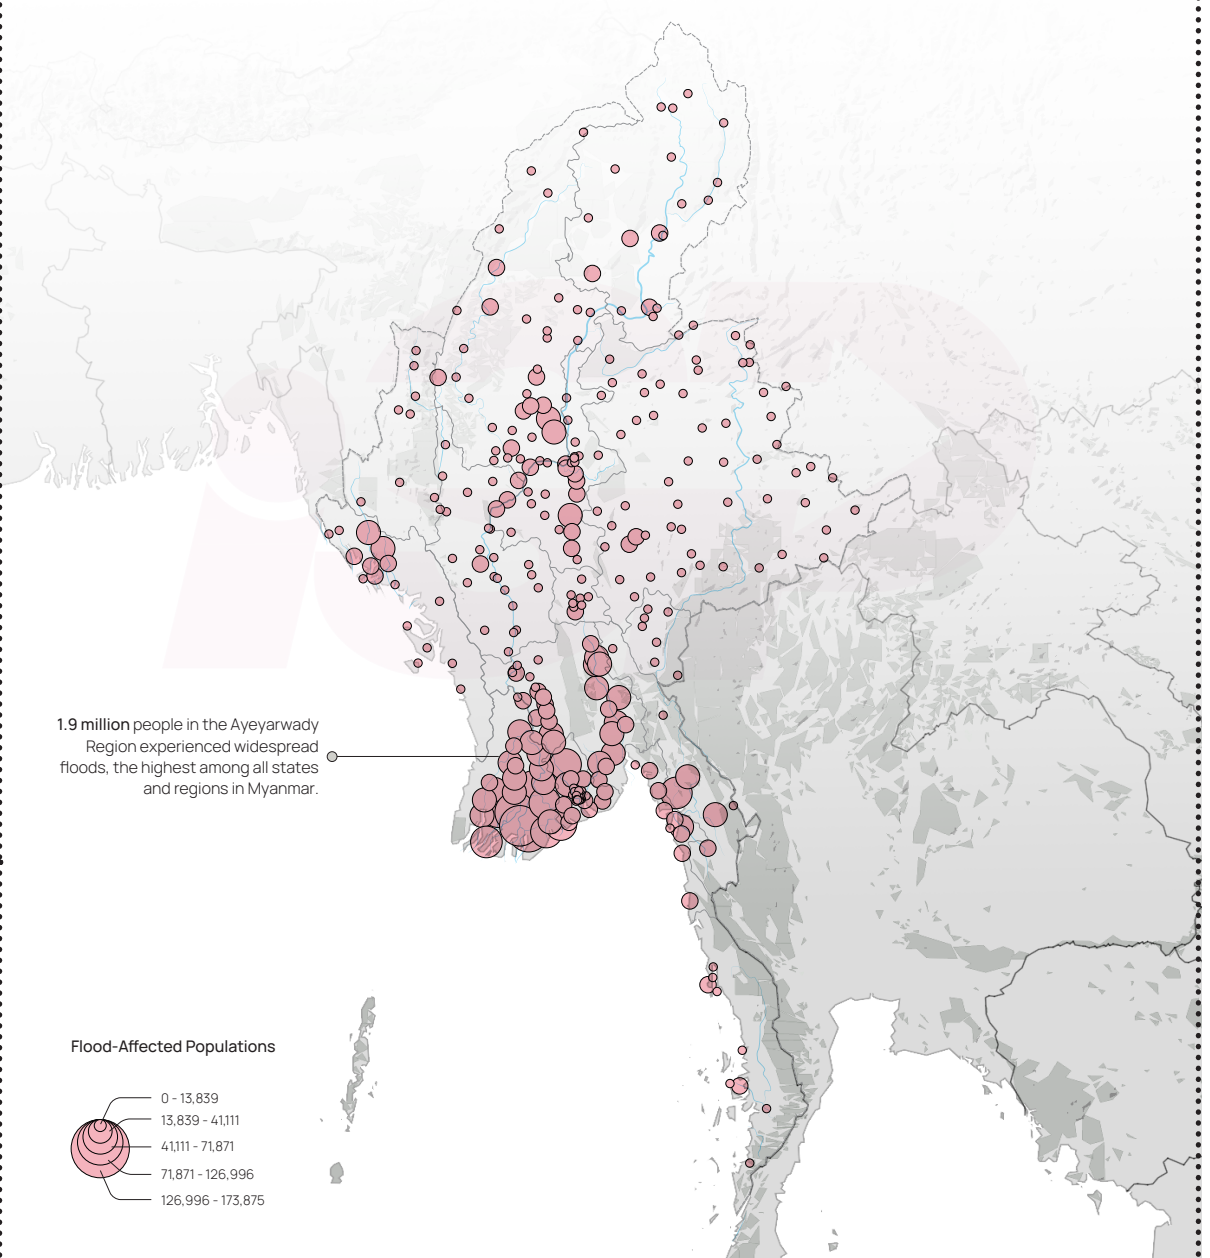 1.9 million people in the Ayeyarwady
Region experienced widespread
floods, the highest among all states
and regions in Myanmar.
Flood-Affected Populations
0 - 13,839
13,839 - 41,111
41,111 - 71,871
71,871 - 126,996
126,996 - 173,875